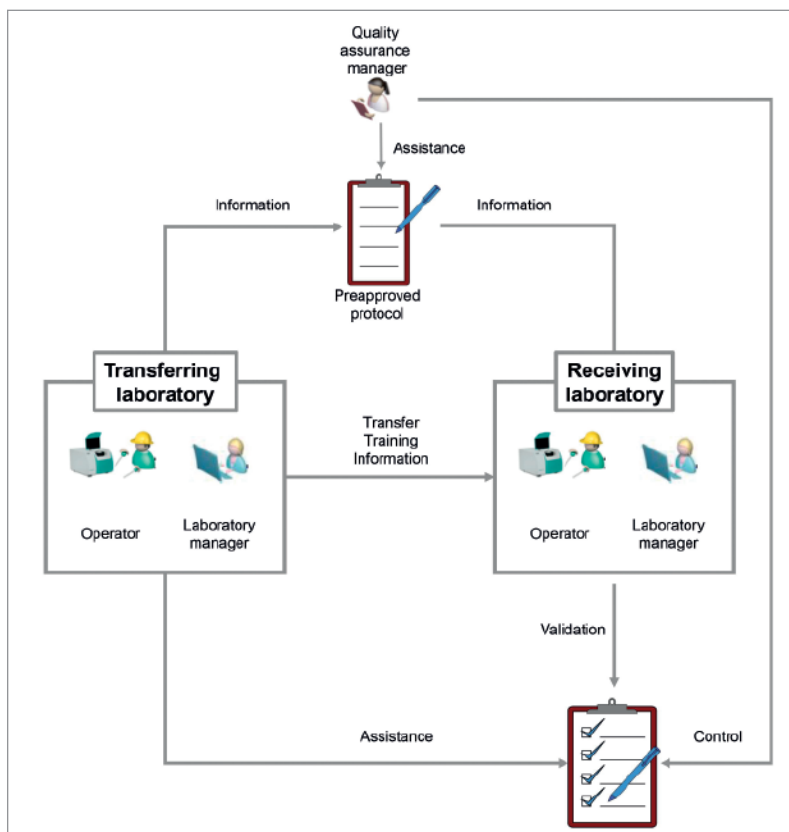 Quality
assurance
manager
Assistance
Information
Information
Preapproved
protocol
Transferring
laboratory
Receiving
laboratory
Transfer
Training
Information
Operator
Laboratory
manager
Operator
Laboratory
manager
Validation
Assistance
Control